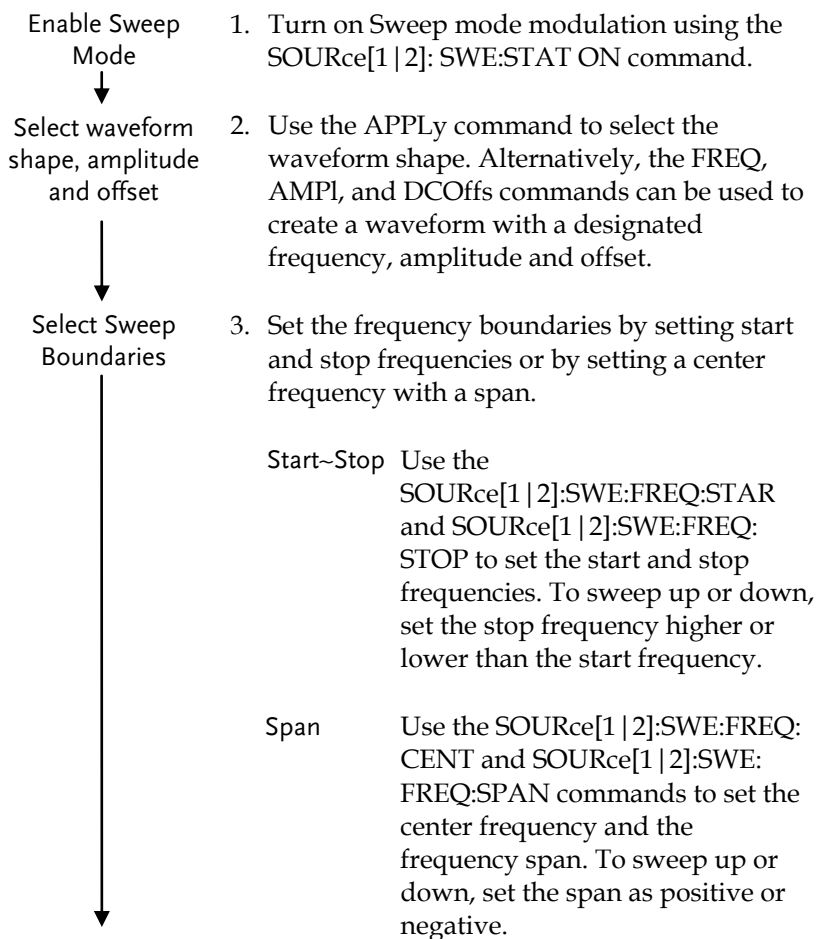 Enable Sweep
Mode
1. Turn on Sweep mode modulation using the
SOURce[1|2]: SWE:STAT ON command.
Select waveform
shape, amplitude
and offset
2. Use the APPLy command to select the
waveform shape. Alternatively, the FREQ,
AMPl, and DCOffs commands can be used to
create a waveform with a designated
frequency, amplitude and offset.
Select Sweep
Boundaries
3. Set the frequency boundaries by setting start
and stop frequencies or by setting a center
frequency with a span.
Start~Stop Use the
SOURce[1|2]:SWE:FREQ:STAR
and SOURce[1|2]:SWE:FREQ:
STOP to set the start and stop
frequencies. To sweep up or down,
set the stop frequency higher or
lower than the start frequency.
Span Use the SOURce[1|2]:SWE:FREQ:
CENT and SOURce[1|2]:SWE:
FREQ:SPAN commands to set the
center frequency and the
frequency span. To sweep up or
down, set the span as positive or
negative.